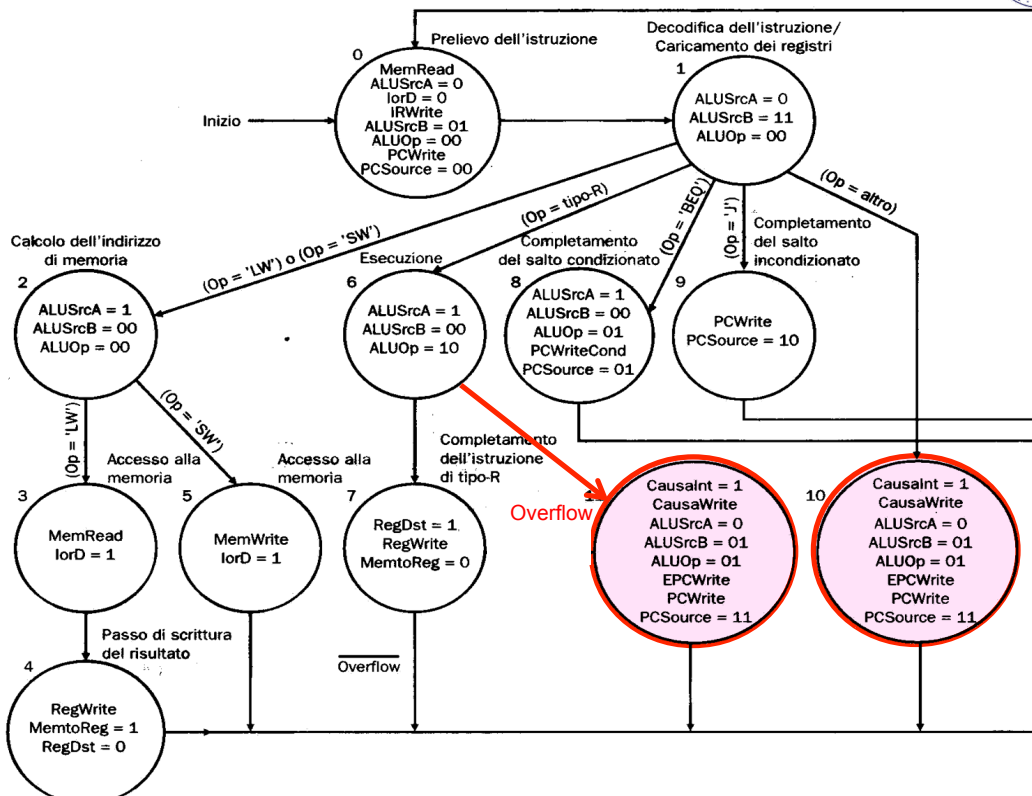 Prelievo dell'istruzione
0
MemRead
ALUSrcA = 0
IorD = 0
IRWrite
ALUSrcB = 01
ALUOp = 00
PCWrite
PCSource = 00
Inizio
Decodifica dell'istruzione/
Caricamento dei registri
1
ALUSrcA = 0
ALUSrcB = 11
ALUOp = 00
(Op = 'LW') o (Op = 'SW')
(Op = tipo-R)
(Op = 'BEQ')
(Op = 'J')
(Op = altro)
Calcolo dell'indirizzo
di memoria
2
ALUSrcA = 1
ALUSrcB = 00
ALUOp = 00
Esecuzione
6
ALUSrcA = 1
ALUSrcB = 00
ALUOp = 10
Completamento
del salto condizionato
8
ALUSrcA = 1
ALUSrcB = 00
ALUOp = 01
PCWriteCond
PCSource = 01
Completamento
del salto
incondizionato
9
PCWrite
PCSource = 10
(Op = 'LW')
(Op = 'SW')
Accesso alla
memoria
3
MemRead
IorD = 1
Accesso alla
memoria
5
MemWrite
IorD = 1
Completamento
dell'istruzione
di tipo-R
7
RegDst = 1
RegWrite
MemtoReg = 0
Overflow
Overflow
CausaInt = 1
CausaWrite
ALUSrcA = 0
ALUSrcB = 01
ALUOp = 01
EPCWrite
PCWrite
PCSource = 11
10
CausaInt = 1
CausaWrite
ALUSrcA = 0
ALUSrcB = 01
ALUOp = 01
EPCWrite
PCWrite
PCSource = 11
Passo di scrittura
del risultato
4
RegWrite
MemtoReg = 1
RegDst = 0